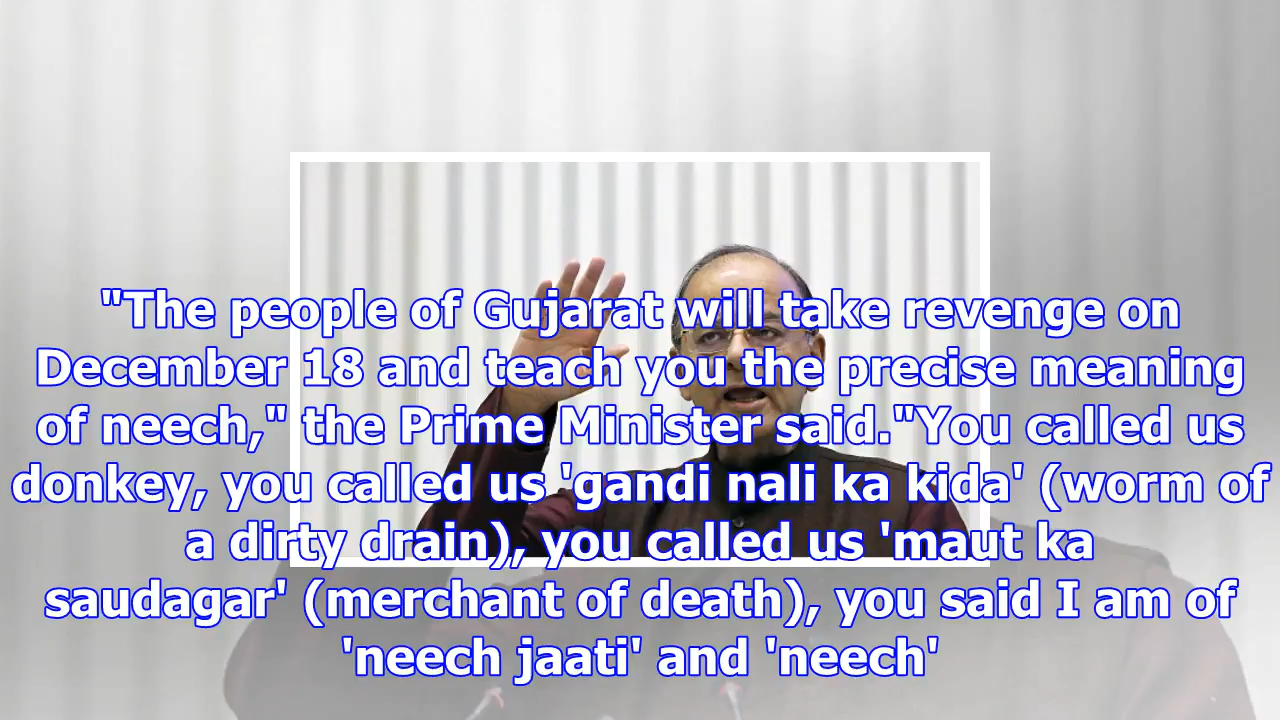 "The people of Gujarat will take revenge on
December 18 and teach you the precise meaning
of neech," the Prime Minister said."You called us
donkey, you called us 'gandi nali ka kida' (worm of
a dirty drain), you called us 'maut ka
saudagar' (merchant of death), you said I am of
'neech jaati' and 'neech'